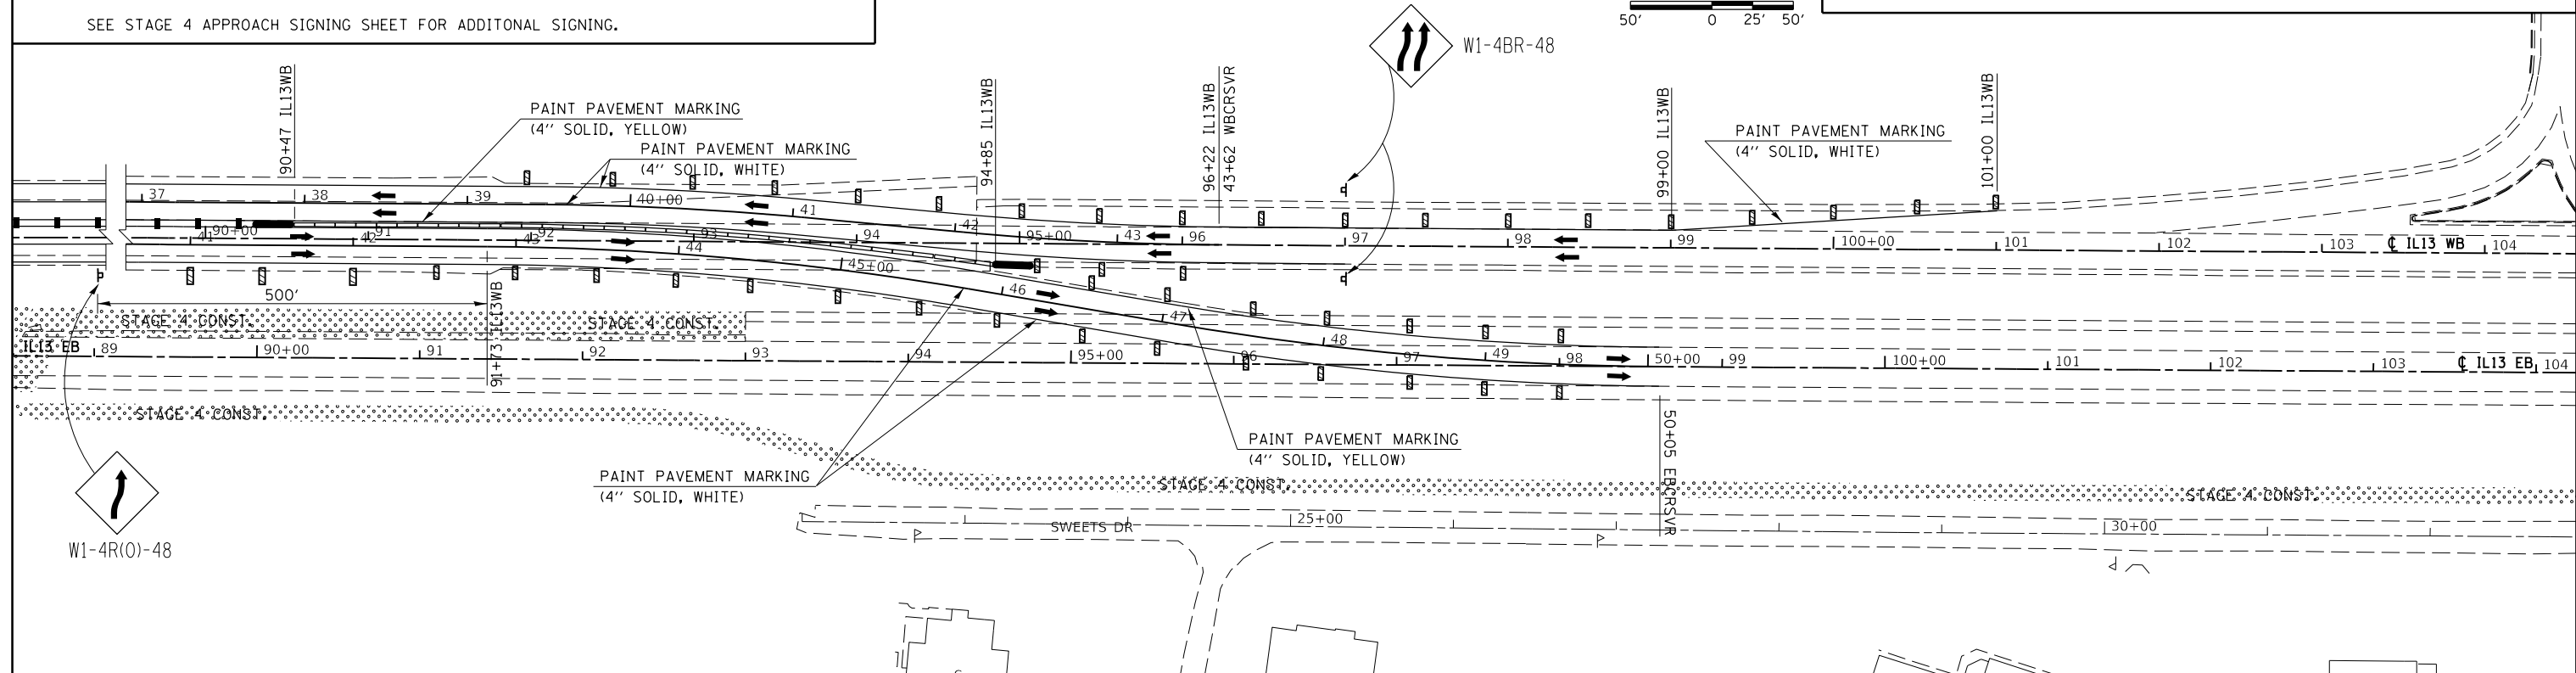 SEE STAGE 4 APPROACH SIGNING SHEET FOR ADDITONAL SIGNING.
50' 0 25' 50'
W1-4BR-48
90+47 IL13WB
94+85 IL13WB
96+22 IL13WB
43+62 WBCRSVR
99+00 IL13WB
101+00 IL13WB
PAINT PAVEMENT MARKING
(4'' SOLID, YELLOW)
PAINT PAVEMENT MARKING
(4'' SOLID, WHITE)
PAINT PAVEMENT MARKING
(4'' SOLID, WHITE)
37 38 39 40+00 41 42 43
41 90+00 42 91 43 92 44 93 94 95+00 96 97 98 99 100+00 101 102 103 ℄ IL13 WB 104
45+00 46 47 48 49 50+00
500'
91+73 IL13WB
STAGE 4 CONST.
STAGE 4 CONST.
IL13 EB 89 90+00 91 92 93 94 95+00 96 97 98 99 100+00 101 102 103 ℄ IL13 EB 104
STAGE 4 CONST.
50+05 EBCRSVR
PAINT PAVEMENT MARKING
(4'' SOLID, YELLOW)
PAINT PAVEMENT MARKING
(4'' SOLID, WHITE)
STAGE 4 CONST.
STAGE 4 CONST.
SWEETS DR
25+00
30+00
W1-4R(O)-48